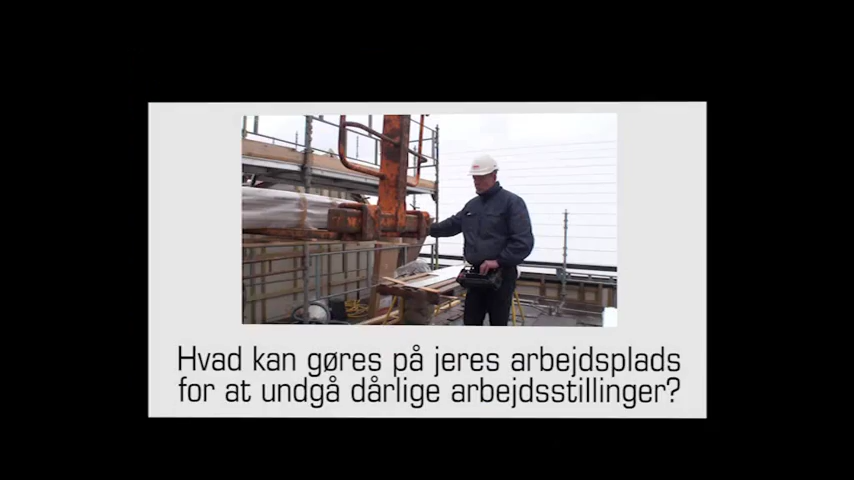 Hvad kan gøres på jeres arbejdsplads
for at undgå dårlige arbejdsstillinger?